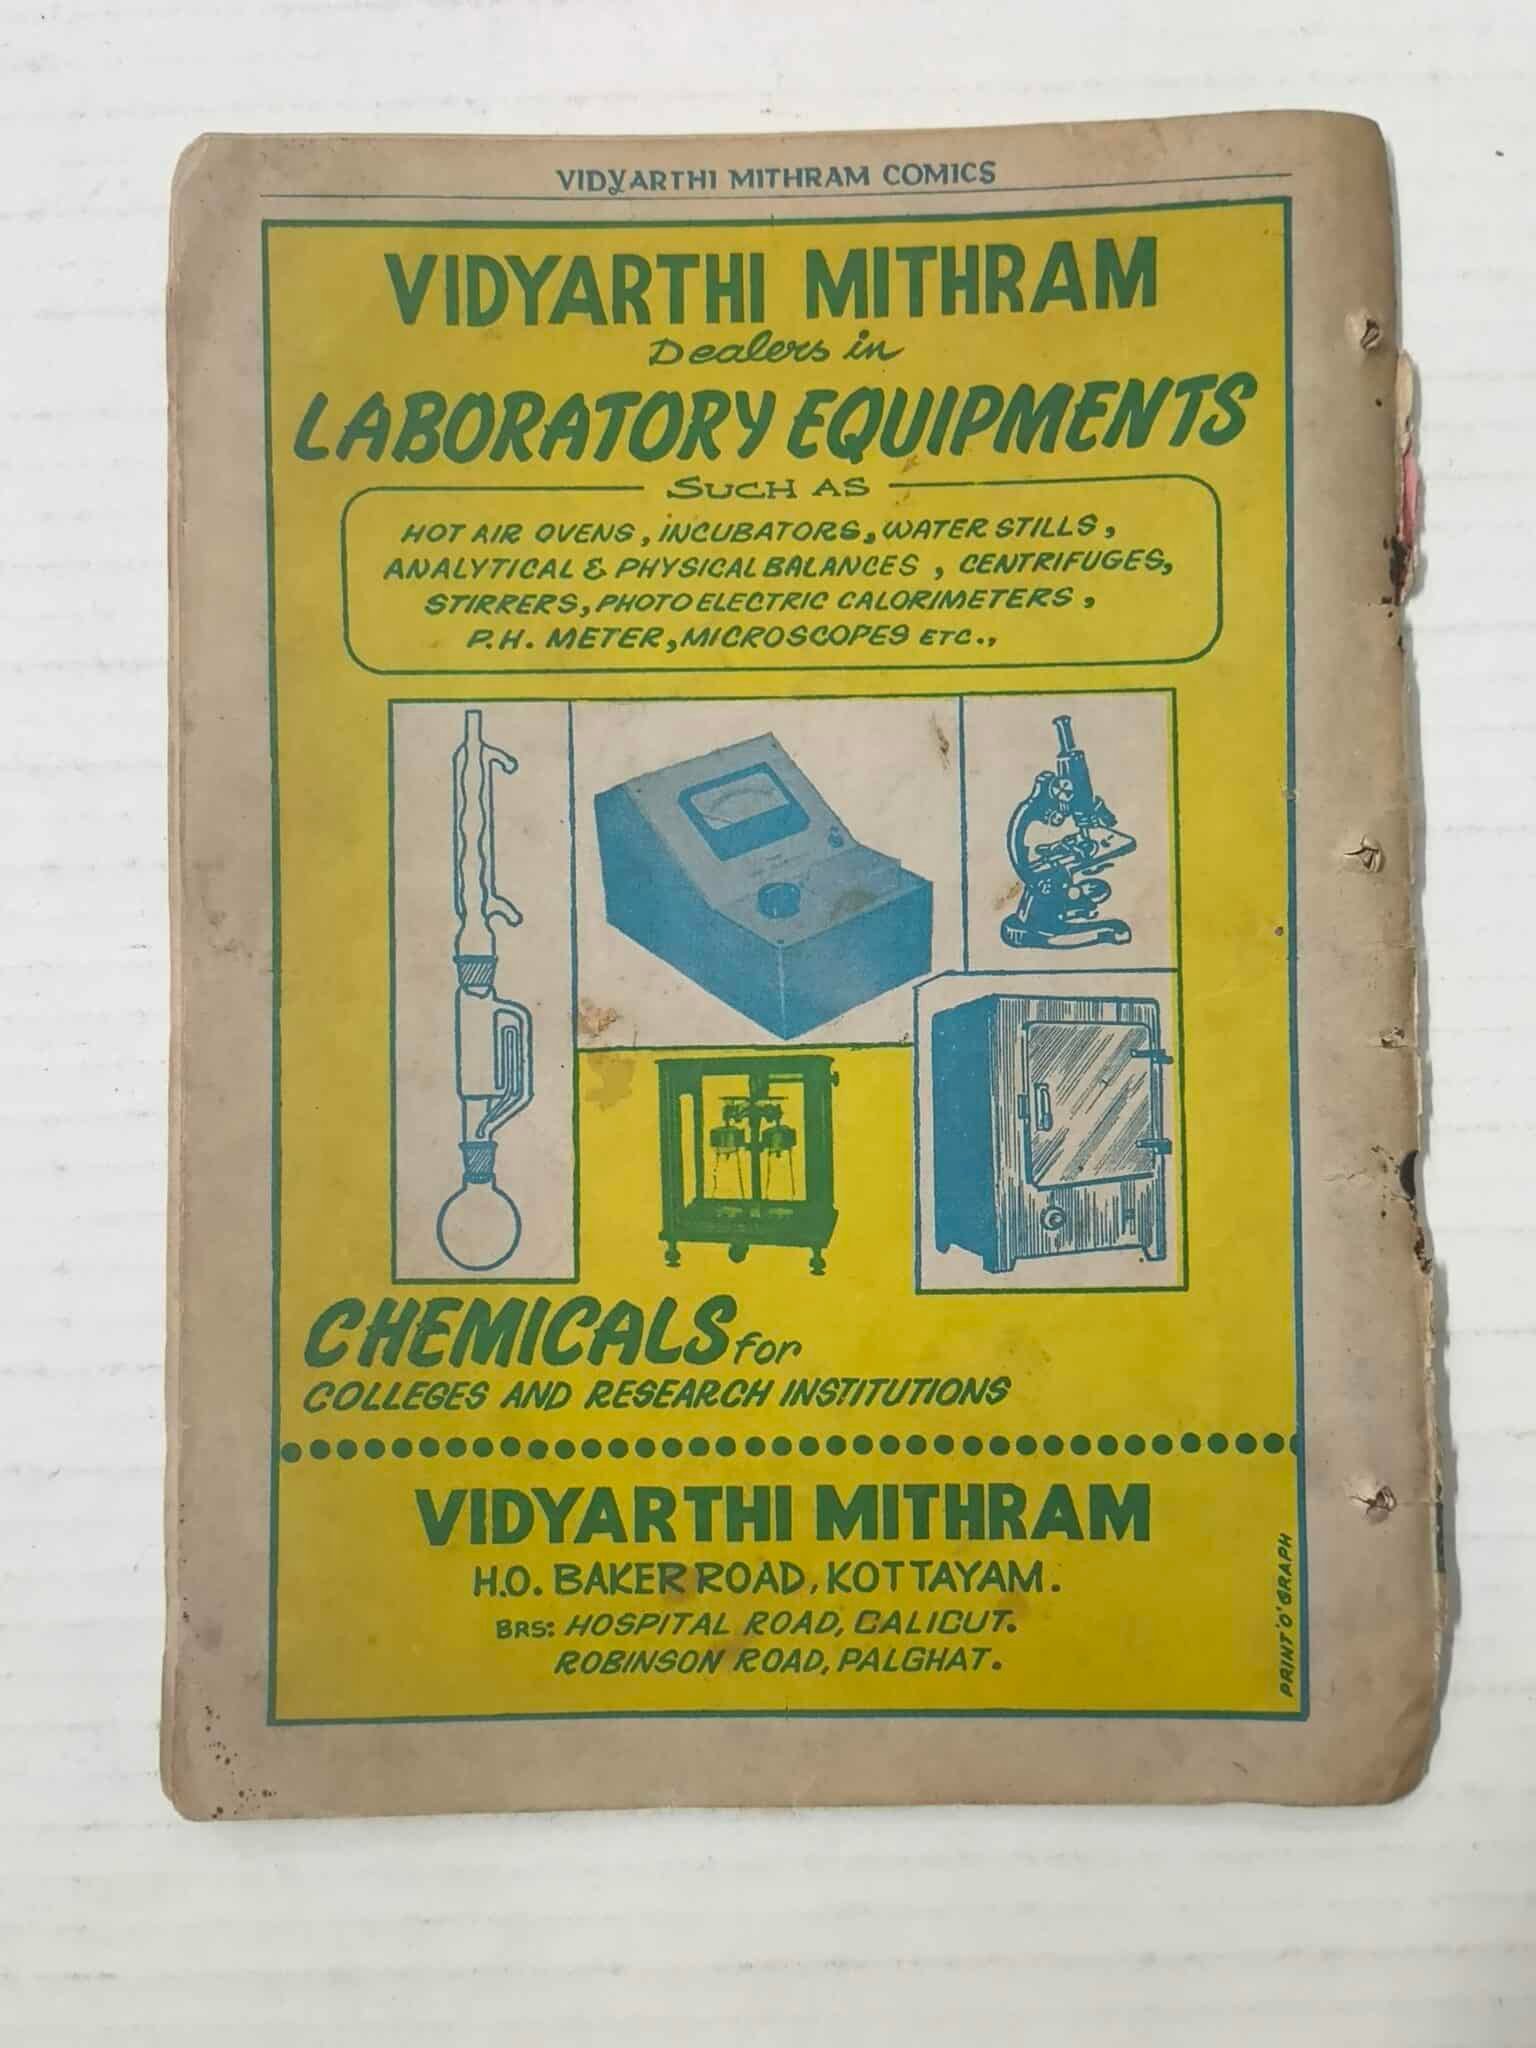 VIDYARTHI MITHRAM COMICS
VIDYARTHI MITHRAM
Dealers in
LABORATORY EQUIPMENTS
SUCH AS
HOT AIR OVENS, INCUBATORS, WATER STILLS,
ANALYTICAL & PHYSICAL BALANCES, CENTRIFUGES,
STIRRERS, PHOTO ELECTRIC CALORIMETERS,
P.H. METER, MICROSCOPES ETC.,
CHEMICALS for
COLLEGES AND RESEARCH INSTITUTIONS
VIDYARTHI MITHRAM
H.O. BAKER ROAD, KOTTAYAM.
BRS: HOSPITAL ROAD, CALICUT.
ROBINSON ROAD, PALGHAT.
PRINT'O'GRAPH